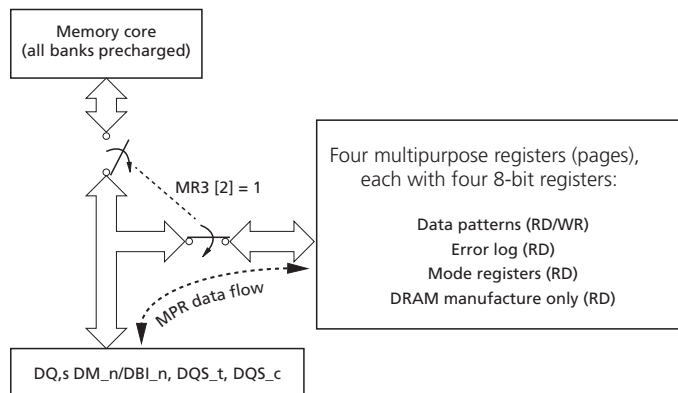 Memory core
(all banks precharged)
MR3 [2] = 1
Four multipurpose registers (pages),
each with four 8-bit registers:
Data patterns (RD/WR)
Error log (RD)
Mode registers (RD)
DRAM manufacture only (RD)
MPR data flow
DQ,s DM_n/DBI_n, DQS_t, DQS_c